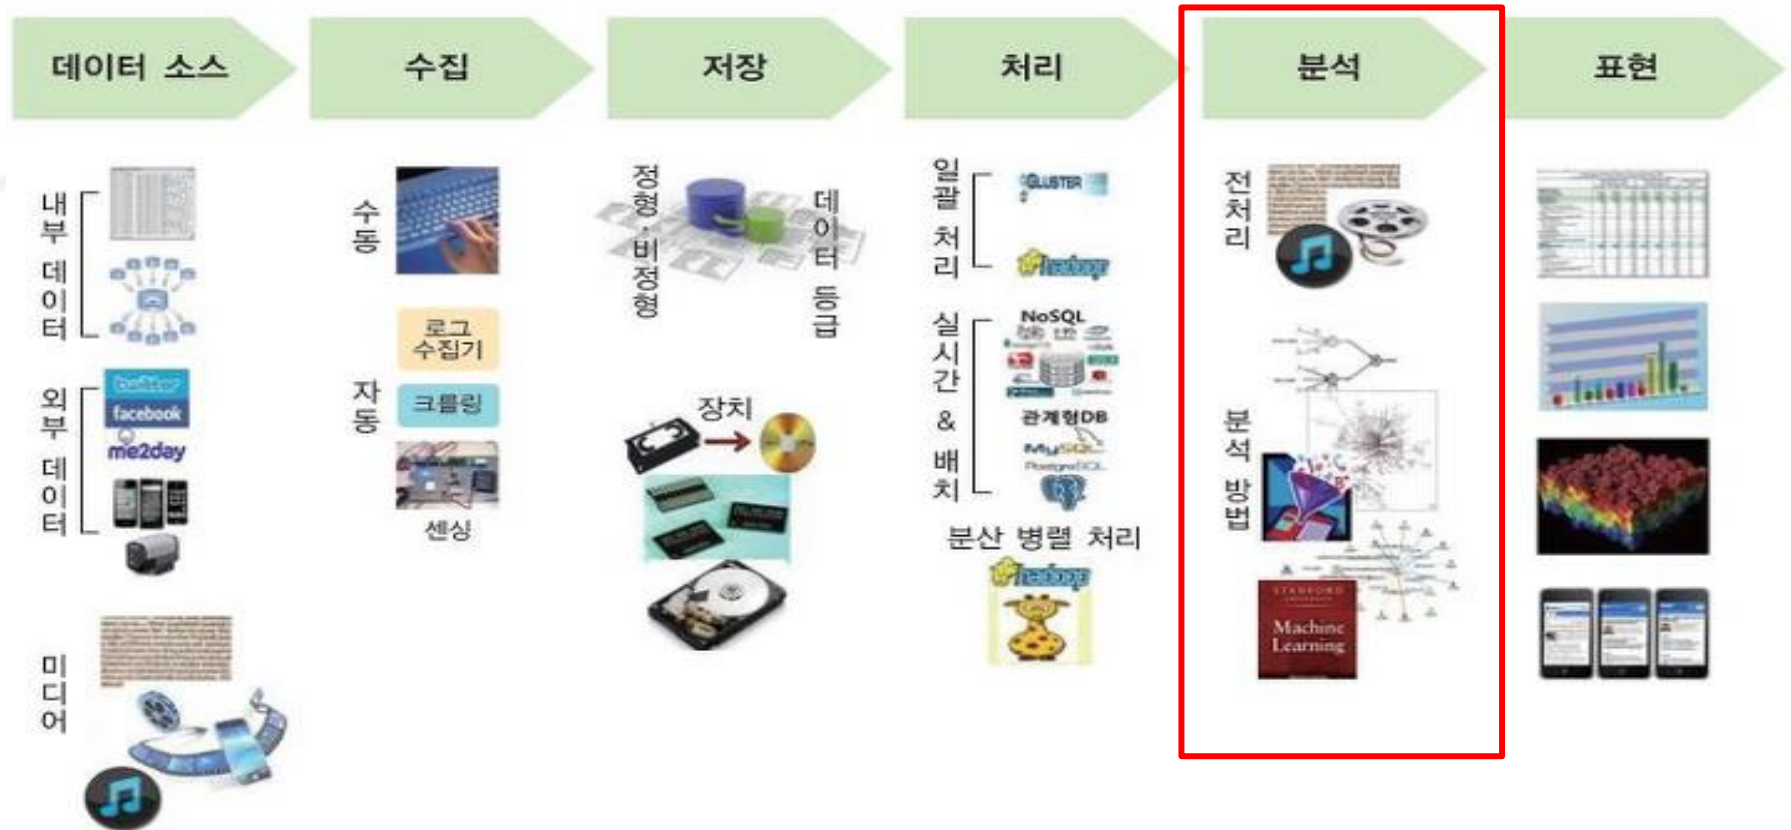 데이터 소스
수집
저장
처리
분석
표현
내부 데이터
외부 데이터
twitter
facebook
me2day
미디어
수동
자동
로그
수집기
크롤링
센싱
정형·비정형
데이터 등급
장치
일괄 처리
GLUSTER
hadoop
실시간 & 배치
NoSQL
관계형DB
MySQL
PostgreSQL
분산 병렬 처리
hadoop
전처리
분석 방법
STANFORD
UNIVERSITY
Machine
Learning